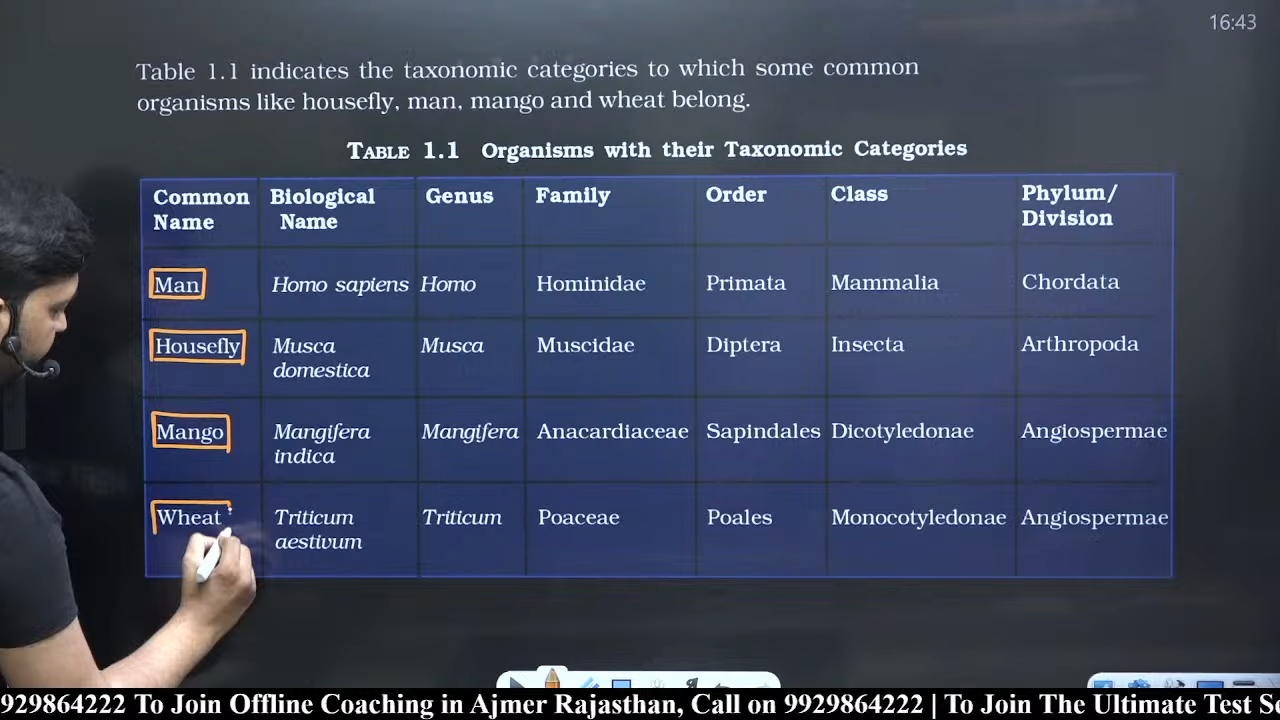 16:43
Table 1.1 indicates the taxonomic categories to which some common
organisms like housefly, man, mango and wheat belong.
TABLE 1.1 Organisms with their Taxonomic Categories
Common Name Biological Name Genus Family Order Class Phylum/ Division
Man Homo sapiens Homo Hominidae Primata Mammalia Chordata
Housefly Musca domestica Musca Muscidae Diptera Insecta Arthropoda
Mango Mangifera indica Mangifera Anacardiaceae Sapindales Dicotyledonae Angiospermae
Wheat Triticum aestivum Triticum Poaceae Poales Monocotyledonae Angiospermae
929864222 To Join Offline Coaching in Ajmer Rajasthan, Call on 9929864222 | To Join The Ultimate Test Se